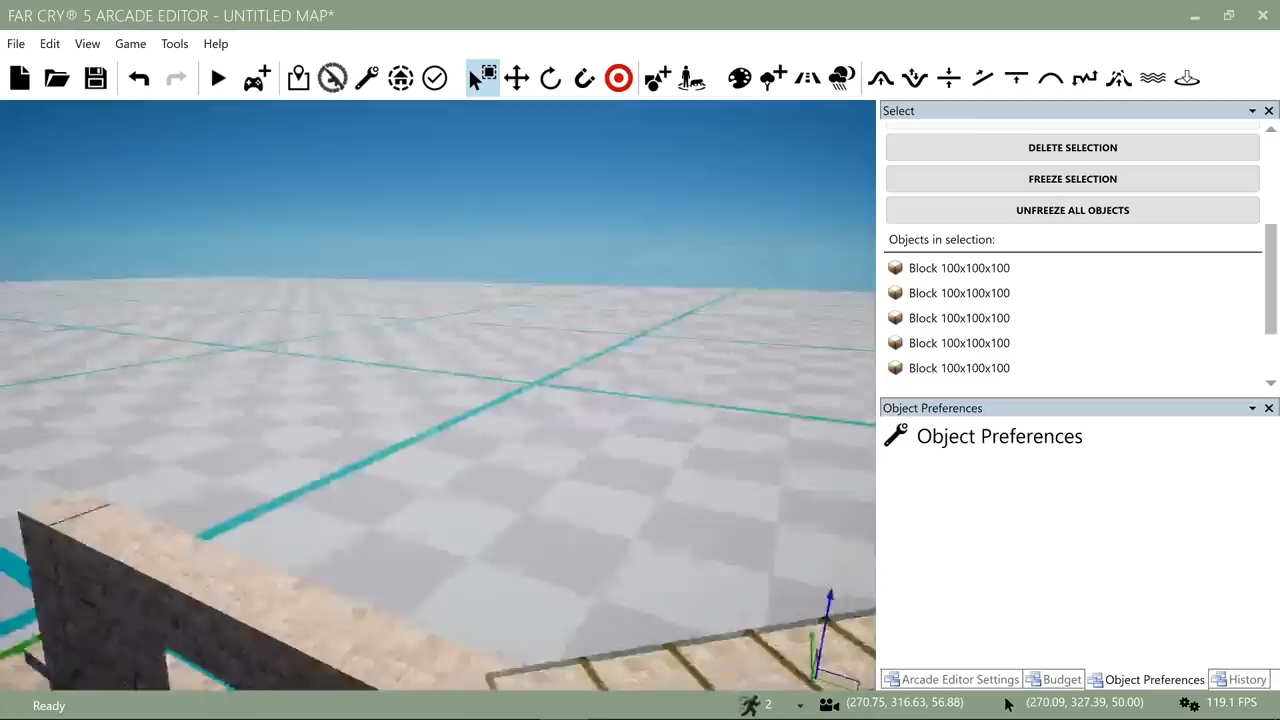 FAR CRY® 5 ARCADE EDITOR - UNTITLED MAP*
File Edit View Game Tools Help
Select
DELETE SELECTION
FREEZE SELECTION
UNFREEZE ALL OBJECTS
Objects in selection:
Block 100x100x100
Block 100x100x100
Block 100x100x100
Block 100x100x100
Block 100x100x100
Object Preferences
Object Preferences
Arcade Editor Settings Budget Object Preferences History
Ready 2 (270.75, 316.63, 56.88) (270.09, 327.39, 50.00) 119.1 FPS